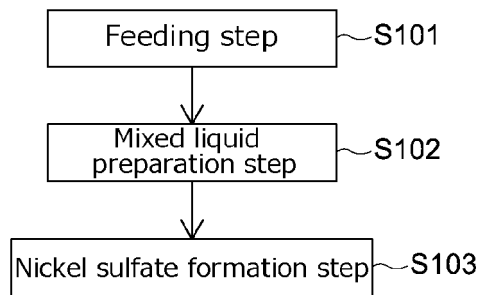 Feeding step
S101
Mixed liquid
preparation step
S102
Nickel sulfate formation step
S103